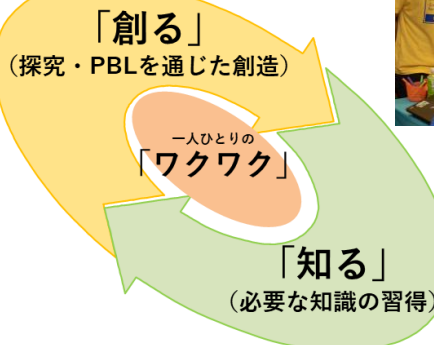 「創る」
（探究・PBLを通じた創造）
一人ひとりの
「ワクワク」
「知る」
（必要な知識の習得）